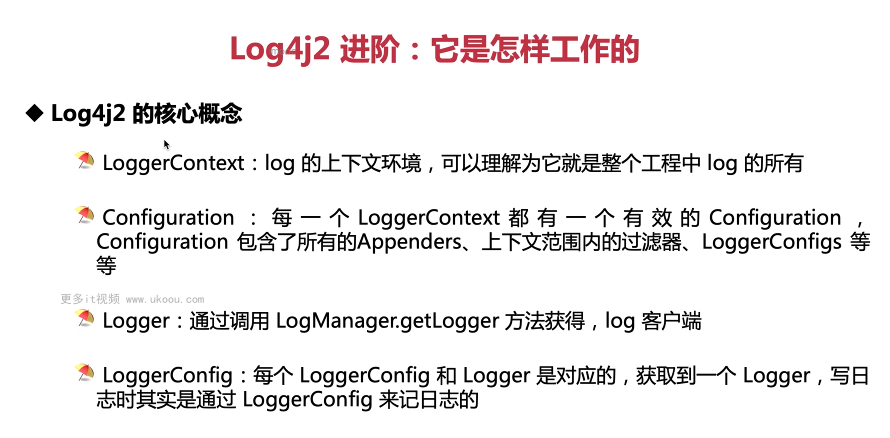 Log4j2 进阶：它是怎样工作的
◆ Log4j2 的核心概念
LoggerContext：log 的上下文环境，可以理解为它就是整个工程中 log 的所有
Configuration ： 每 一 个 LoggerContext 都 有 一 个 有 效 的 Configuration ，
Configuration 包含了所有的Appenders、上下文范围内的过滤器、LoggerConfigs 等
等
更多it视频 www.ukoou.com
Logger：通过调用 LogManager.getLogger 方法获得，log 客户端
LoggerConfig：每个 LoggerConfig 和 Logger 是对应的，获取到一个 Logger，写日
志时其实是通过 LoggerConfig 来记日志的